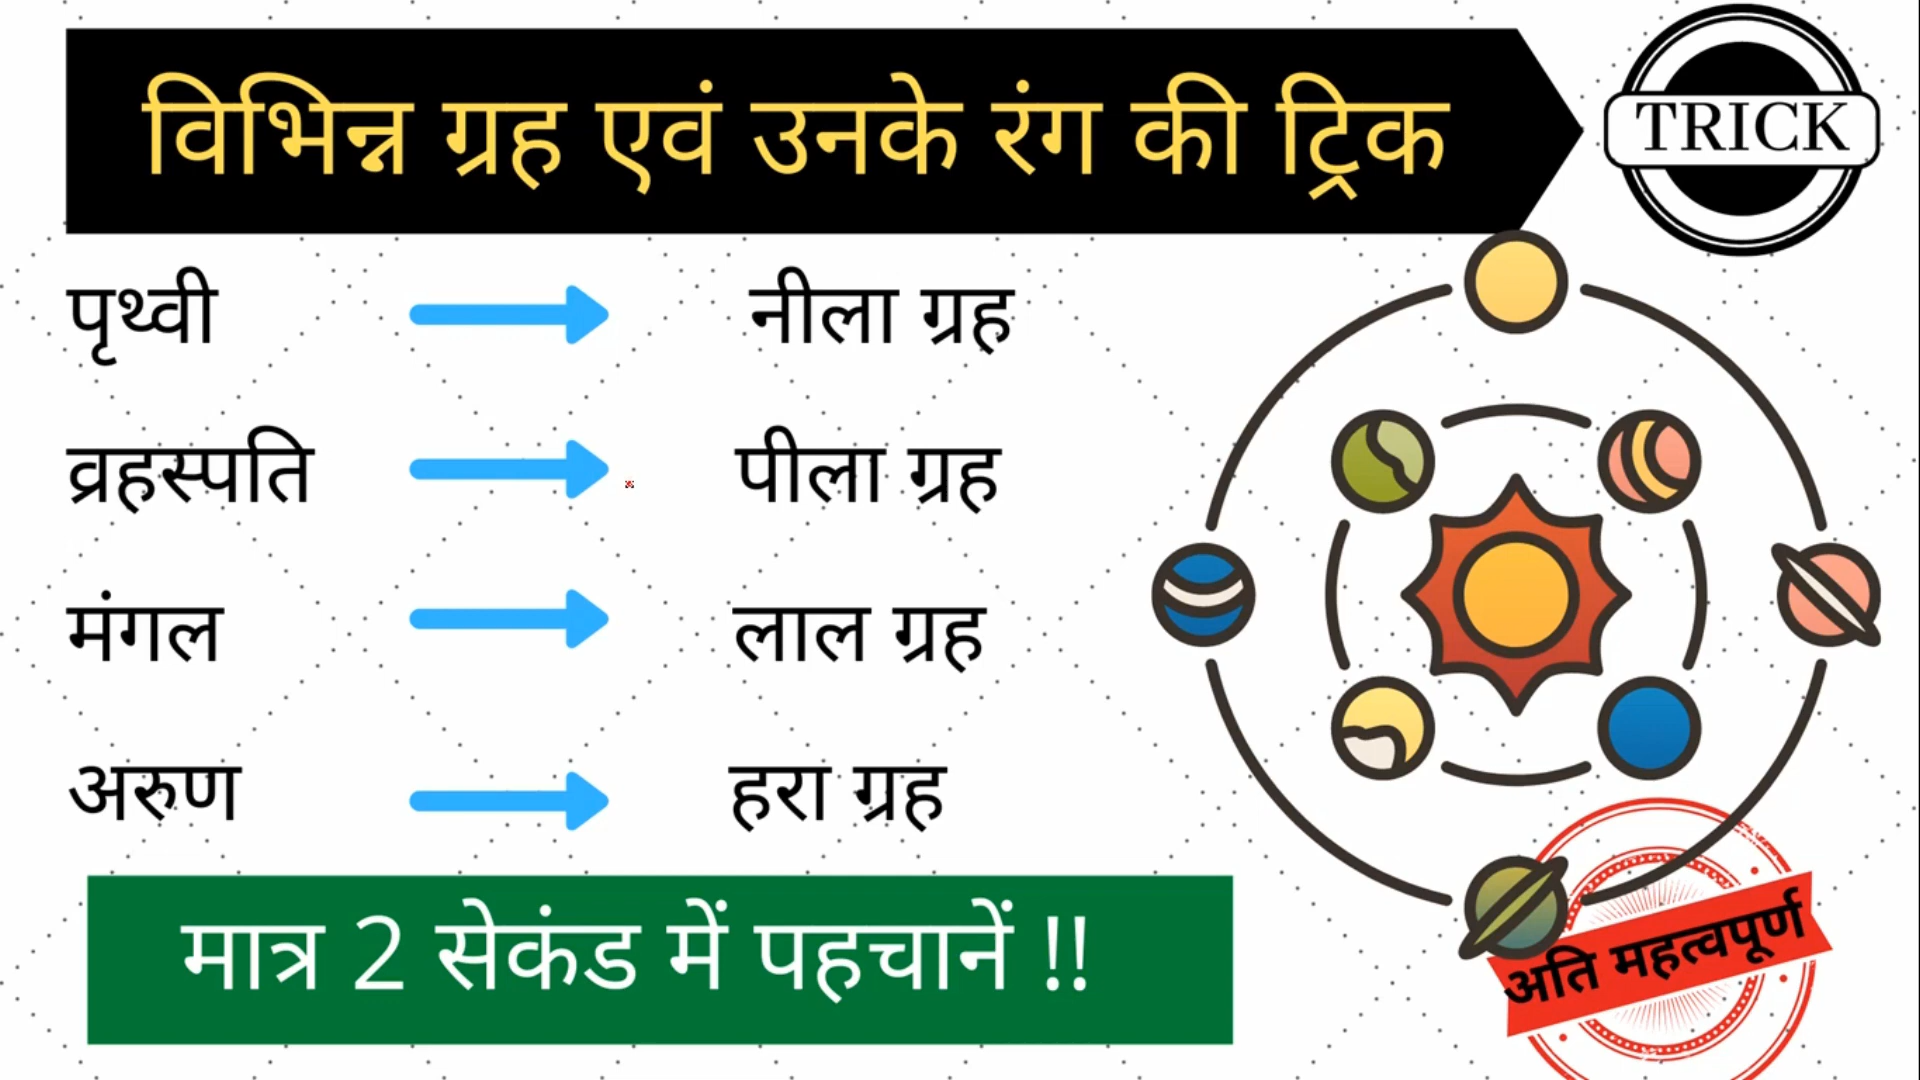 विभिन्न ग्रह एवं उनके रंग की ट्रिक
TRICK
पृथ्वी नीला ग्रह
व्रहस्पति पीला ग्रह
मंगल लाल ग्रह
अरुण हरा ग्रह
मात्र 2 सेकंड में पहचानें !!
अति महत्वपूर्ण